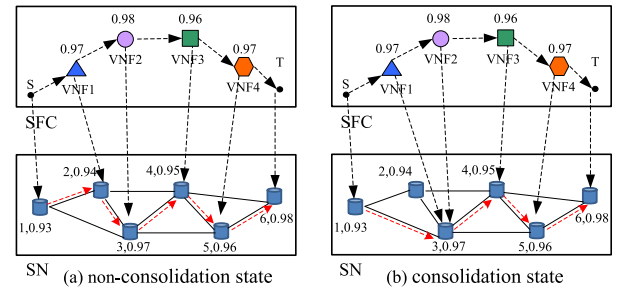 0.98 0.96
0.97 0.97
S VNF2 VNF3 T
VNF1 VNF4
SFC
2,0.94 4,0.95
1,0.93 6,0.98
3,0.97 5,0.96
SN
(a) non-consolidation state
0.98 0.96
0.97 0.97
S VNF2 VNF3 T
VNF1 VNF4
SFC
2,0.94 4,0.95
1,0.93 6,0.98
3,0.97 5,0.96
SN
(b) consolidation state